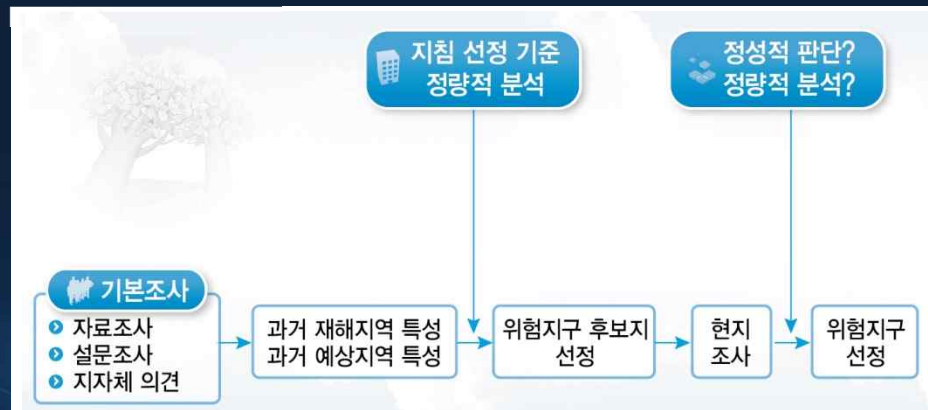 지침 선정 기준
정량적 분석
정성적 판단?
정량적 분석?
기본조사
자료조사
설문조사
지자체 의견
과거 재해지역 특성
과거 예상지역 특성
위험지구 후보지
선정
현지
조사
위험지구
선정